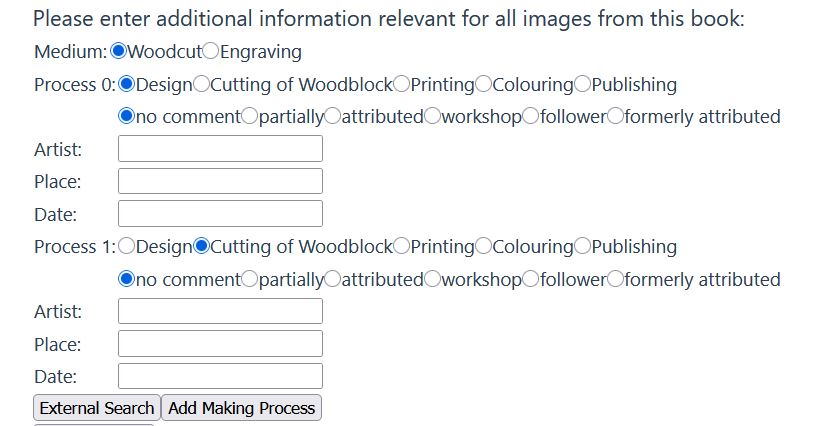 Please enter additional information relevant for all images from this book:
Medium: Woodcut Engraving
Process 0: Design Cutting of Woodblock Printing Colouring Publishing
no comment partially attributed workshop follower formerly attributed
Artist:
Place:
Date:
Process 1: Design Cutting of Woodblock Printing Colouring Publishing
no comment partially attributed workshop follower formerly attributed
Artist:
Place:
Date:
External Search Add Making Process